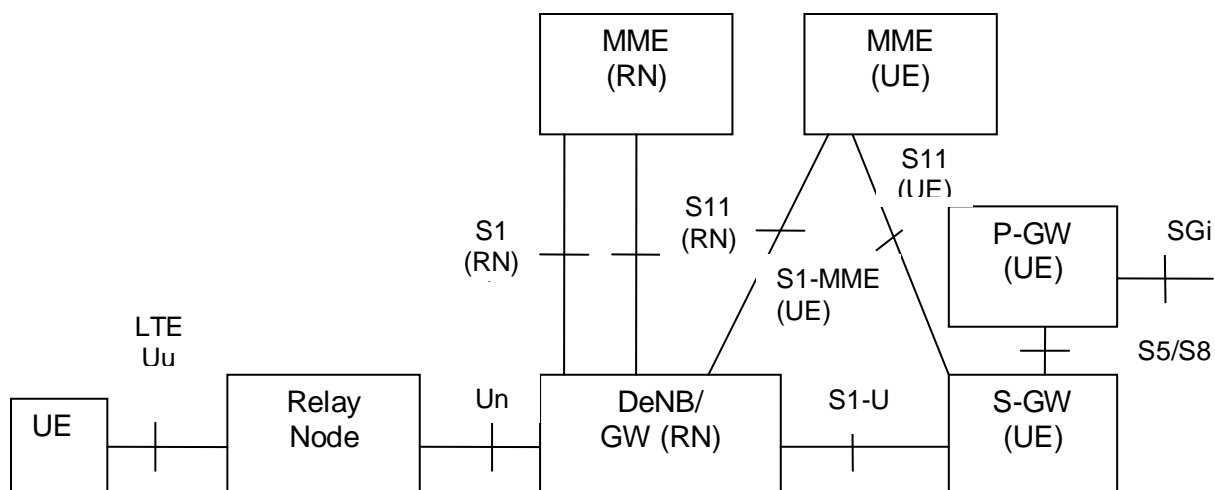 MME
(RN)
MME
(UE)
S11
(UE)
S1
(RN)
S11
(RN)
S1-MME
(UE)
P-GW
(UE)
SGi
S5/S8
LTE
Uu
UE
Relay
Node
Un
DeNB/
GW (RN)
S1-U
S-GW
(UE)